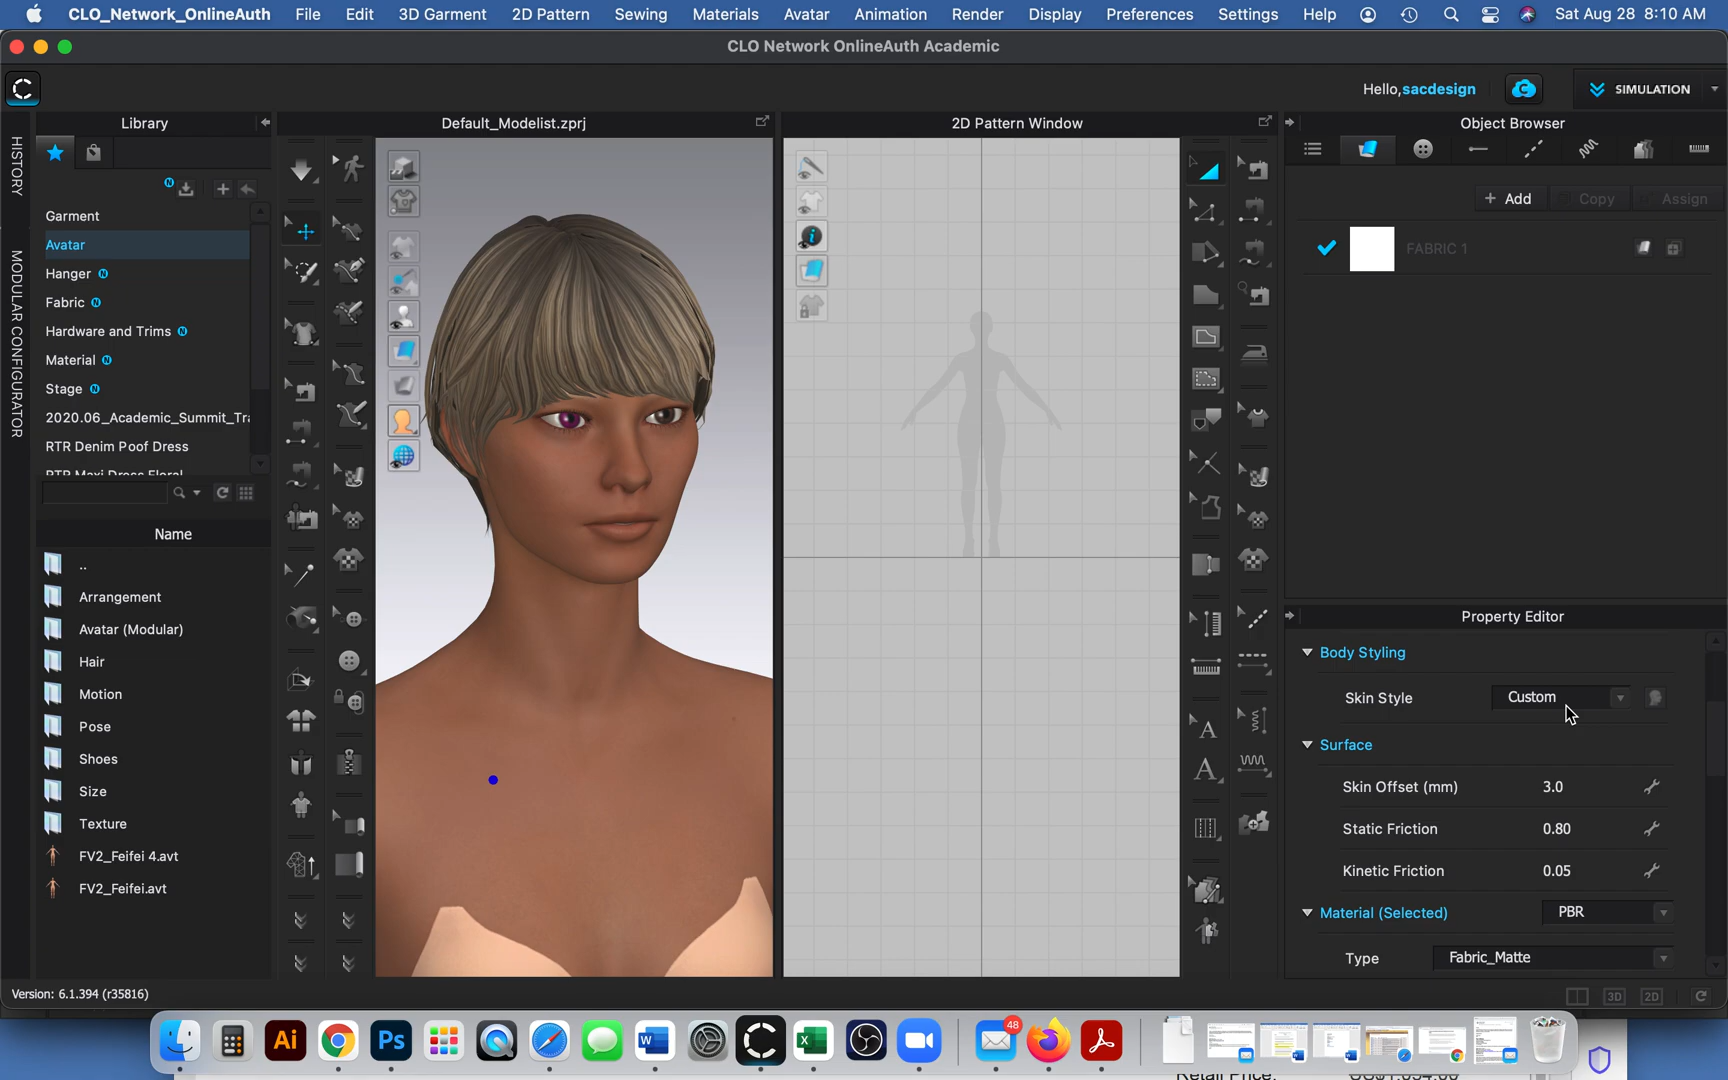 CLO_Network_OnlineAuth File Edit 3D Garment 2D Pattern Sewing Materials Avatar Animation Render Display Preferences Settings Help Sat Aug 28 8:10 AM
CLO Network OnlineAuth Academic
Hello,sacdesign SIMULATION
HISTORY
MODULAR CONFIGURATOR
Library
Garment
Avatar
Hanger N
Fabric N
Hardware and Trims N
Material N
Stage N
2020.06_Academic_Summit_Tra
RTR Denim Poof Dress
RTR Maxi Dress Floral
Name
..
Arrangement
Avatar (Modular)
Hair
Motion
Pose
Shoes
Size
Texture
FV2_Feifei 4.avt
FV2_Feifei.avt
Default_Modelist.zprj
2D Pattern Window
Object Browser
+ Add Copy Assign
FABRIC 1
Property Editor
Body Styling
Skin Style Custom
Surface
Skin Offset (mm) 3.0
Static Friction 0.80
Kinetic Friction 0.05
Material (Selected) PBR
Type Fabric_Matte
Version: 6.1.394 (r35816)
3D 2D
Ai Ps 48